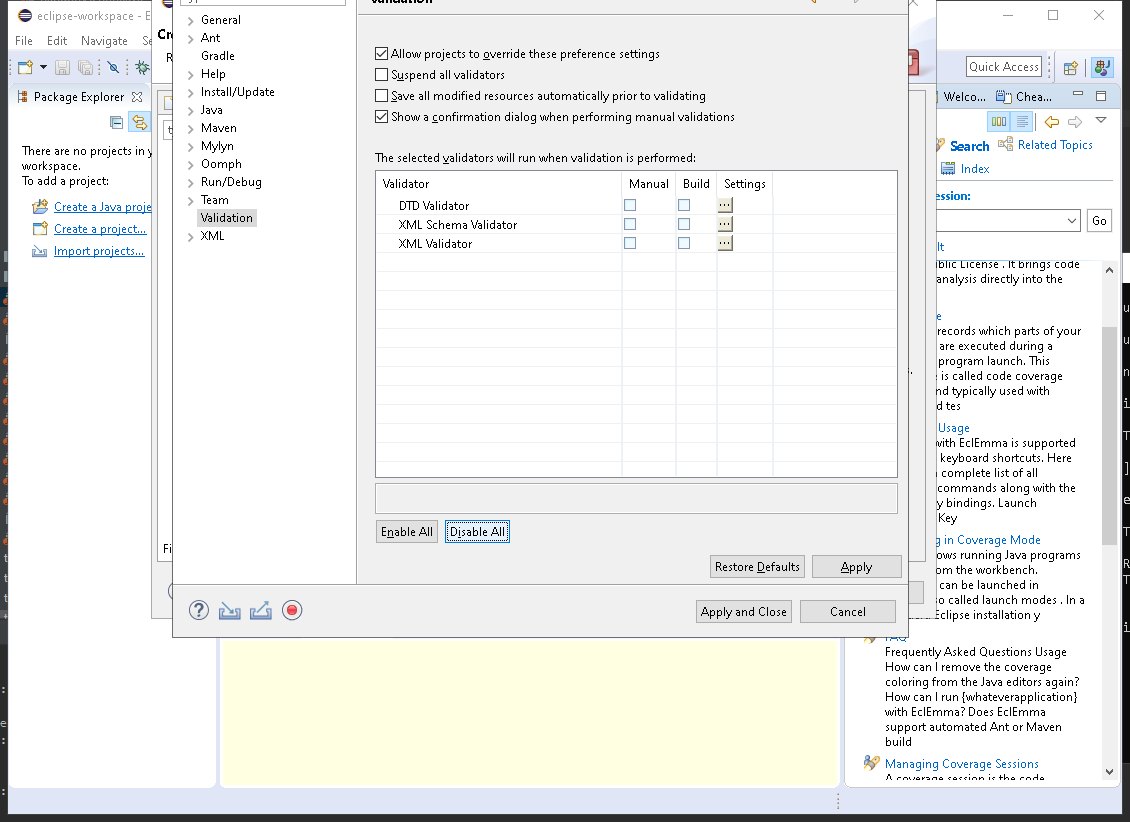 eclipse-workspace - E
File Edit Navigate Se
Package Explorer
There are no projects in y
workspace.
To add a project:
Create a Java proje
Create a project...
Import projects...
Cr
R
Fi
General
Ant
Gradle
Help
Install/Update
Java
Maven
Mylyn
Oomph
Run/Debug
Team
Validation
XML
Validation
Allow projects to override these preference settings
Suspend all validators
Save all modified resources automatically prior to validating
Show a confirmation dialog when performing manual validations
The selected validators will run when validation is performed:
Validator Manual Build Settings
DTD Validator ...
XML Schema Validator ...
XML Validator ...
Enable All Disable All
Restore Defaults Apply
Apply and Close Cancel
Quick Access
Welco... Chea...
Search Related Topics
Index
ession:
Go
lt
blic License . It brings code
analysis directly into the
e
records which parts of your
are executed during a
program launch. This
e is called code coverage
nd typically used with
d tes
Usage
with EclEmma is supported
keyboard shortcuts. Here
complete list of all
commands along with the
y bindings. Launch
Key
g in Coverage Mode
ows running Java programs
om the workbench.
can be launched in
so called launch modes . In a
Eclipse installation y
FAQ
Frequently Asked Questions Usage
How can I remove the coverage
coloring from the Java editors again?
How can I run {whateverapplication}
with EclEmma? Does EclEmma
support automated Ant or Maven
build
Managing Coverage Sessions
A coverage session is the code